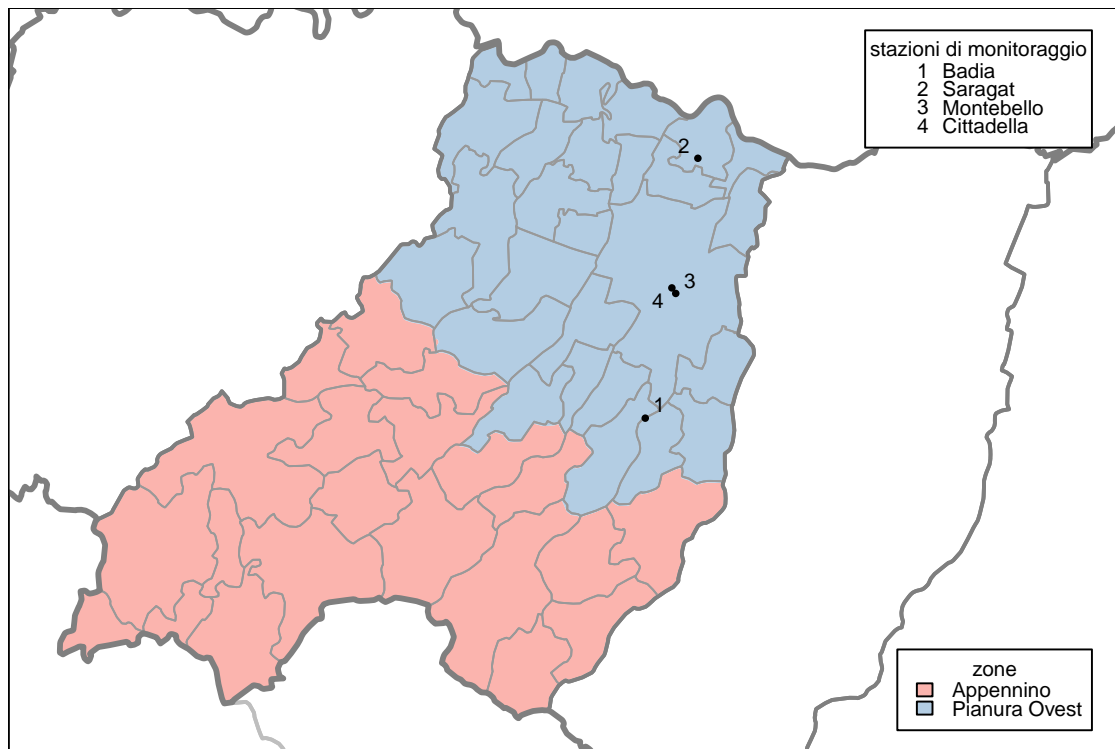 stazioni di monitoraggio
1 Badia
2 Saragat
3 Montebello
4 Cittadella
2
3
4
1
zone
Appennino
Pianura Ovest